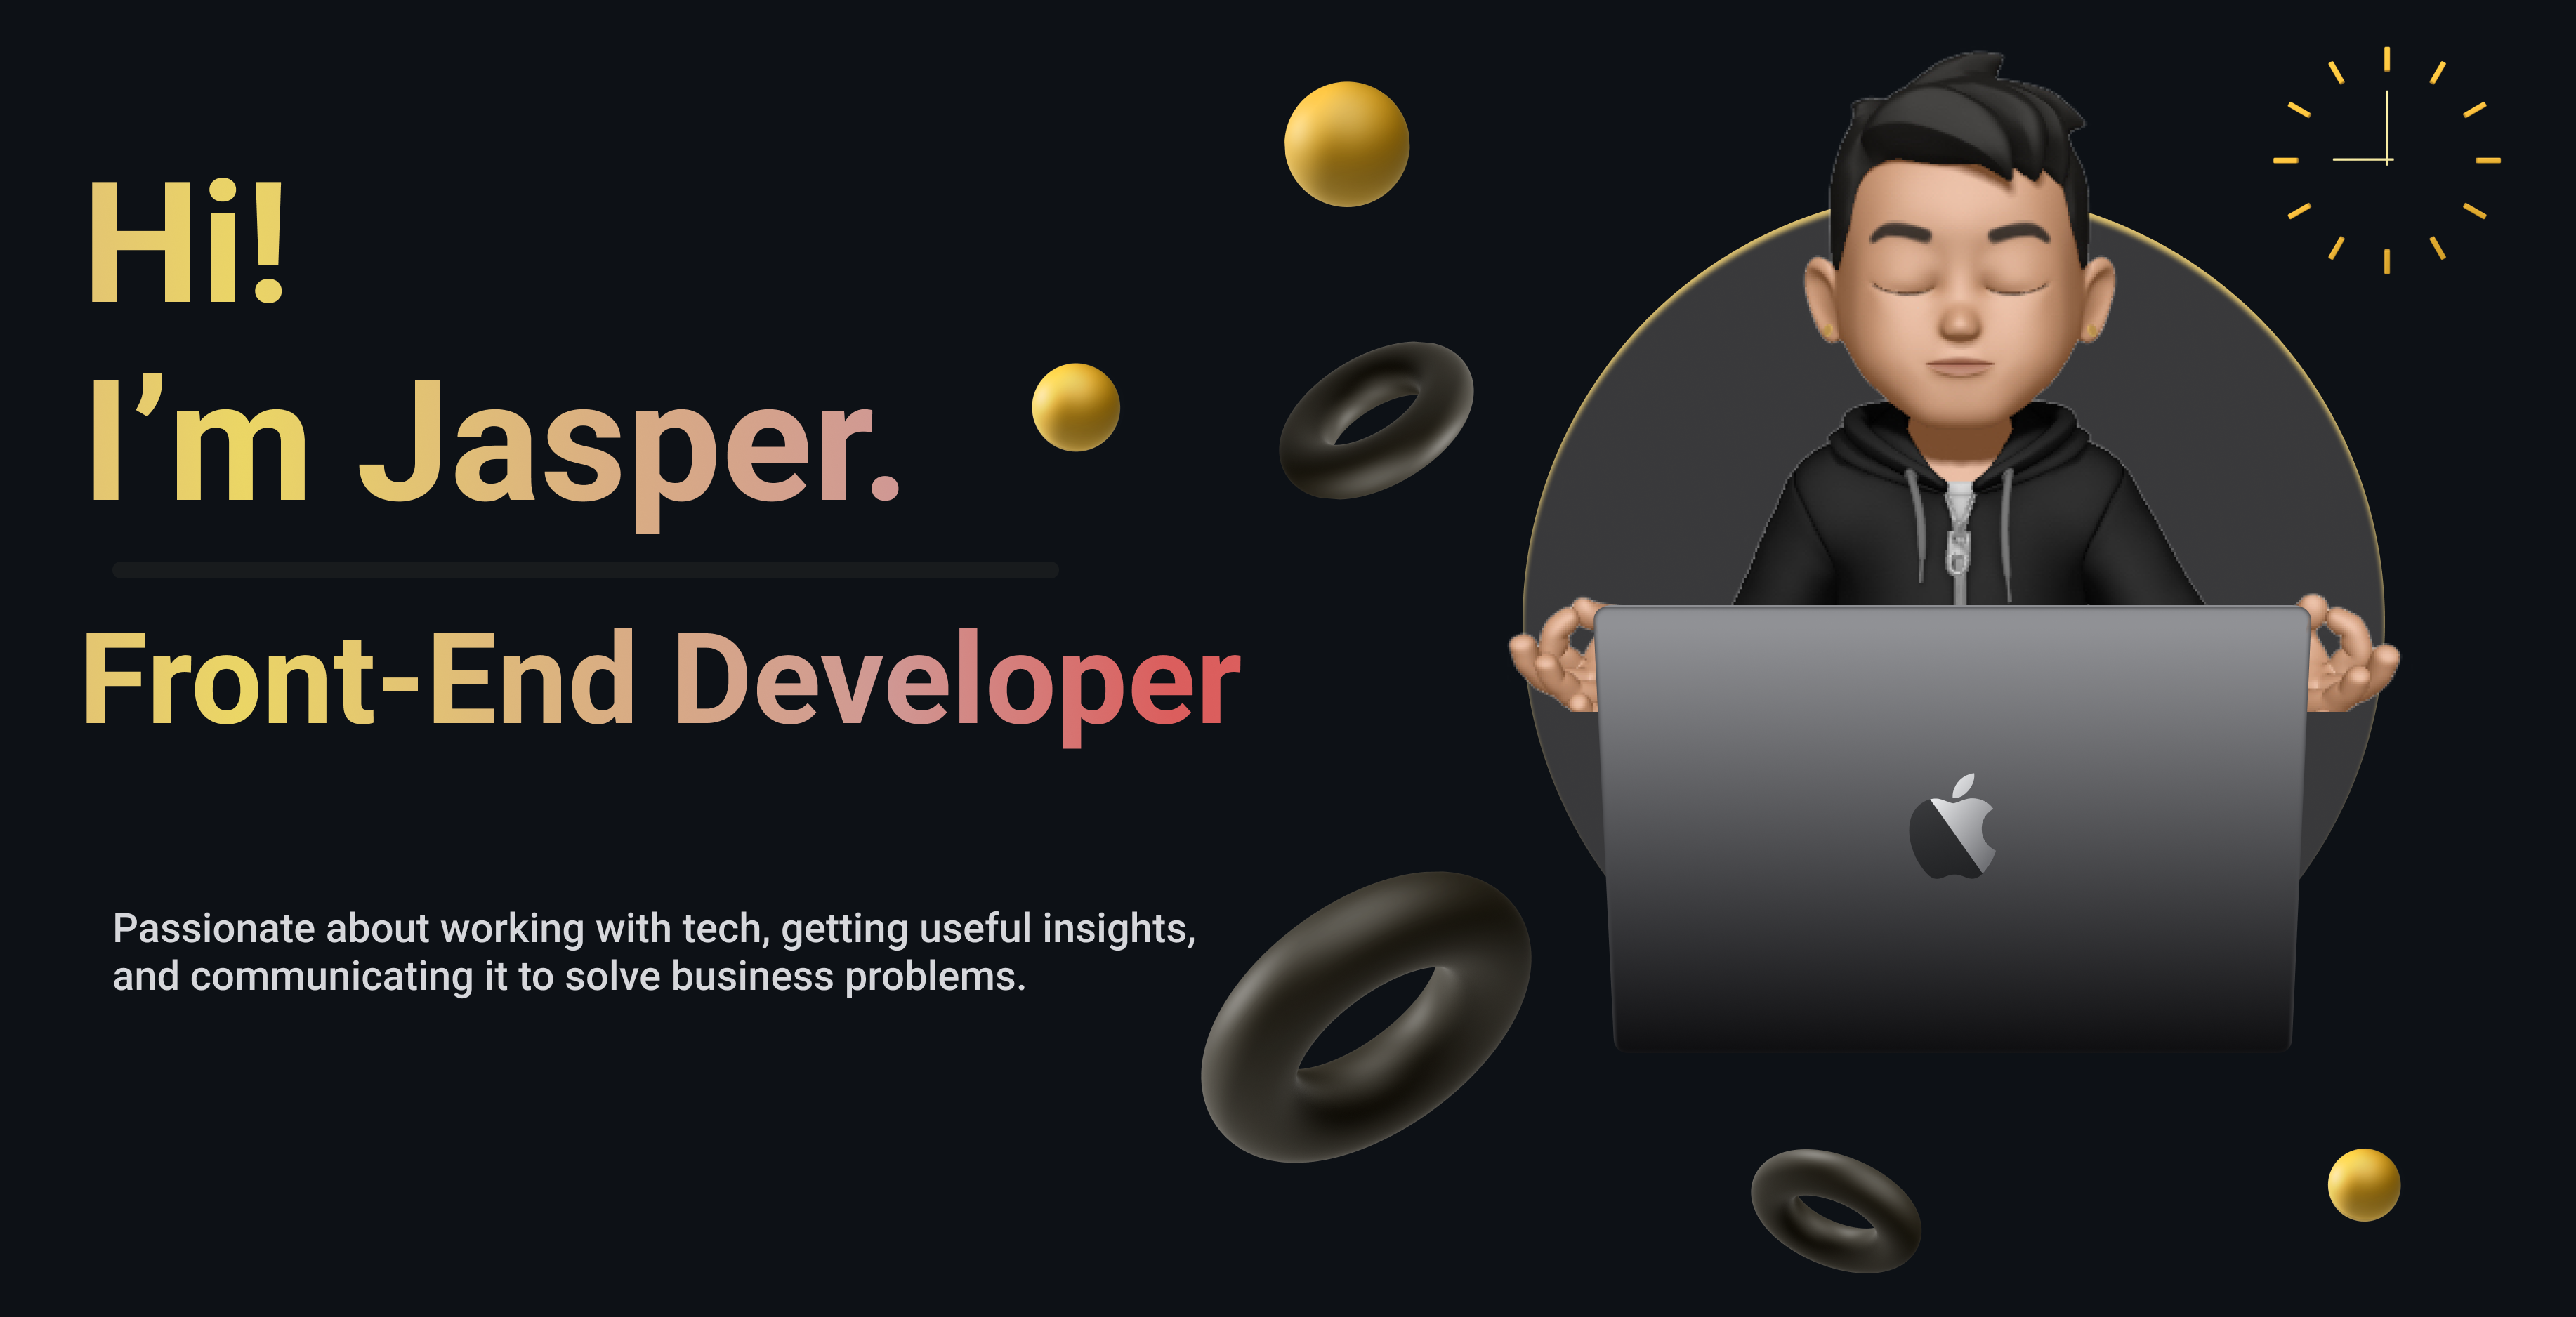 Hi!
I’m Jasper.
Front-End Developer
Passionate about working with tech, getting useful insights,
and communicating it to solve business problems.